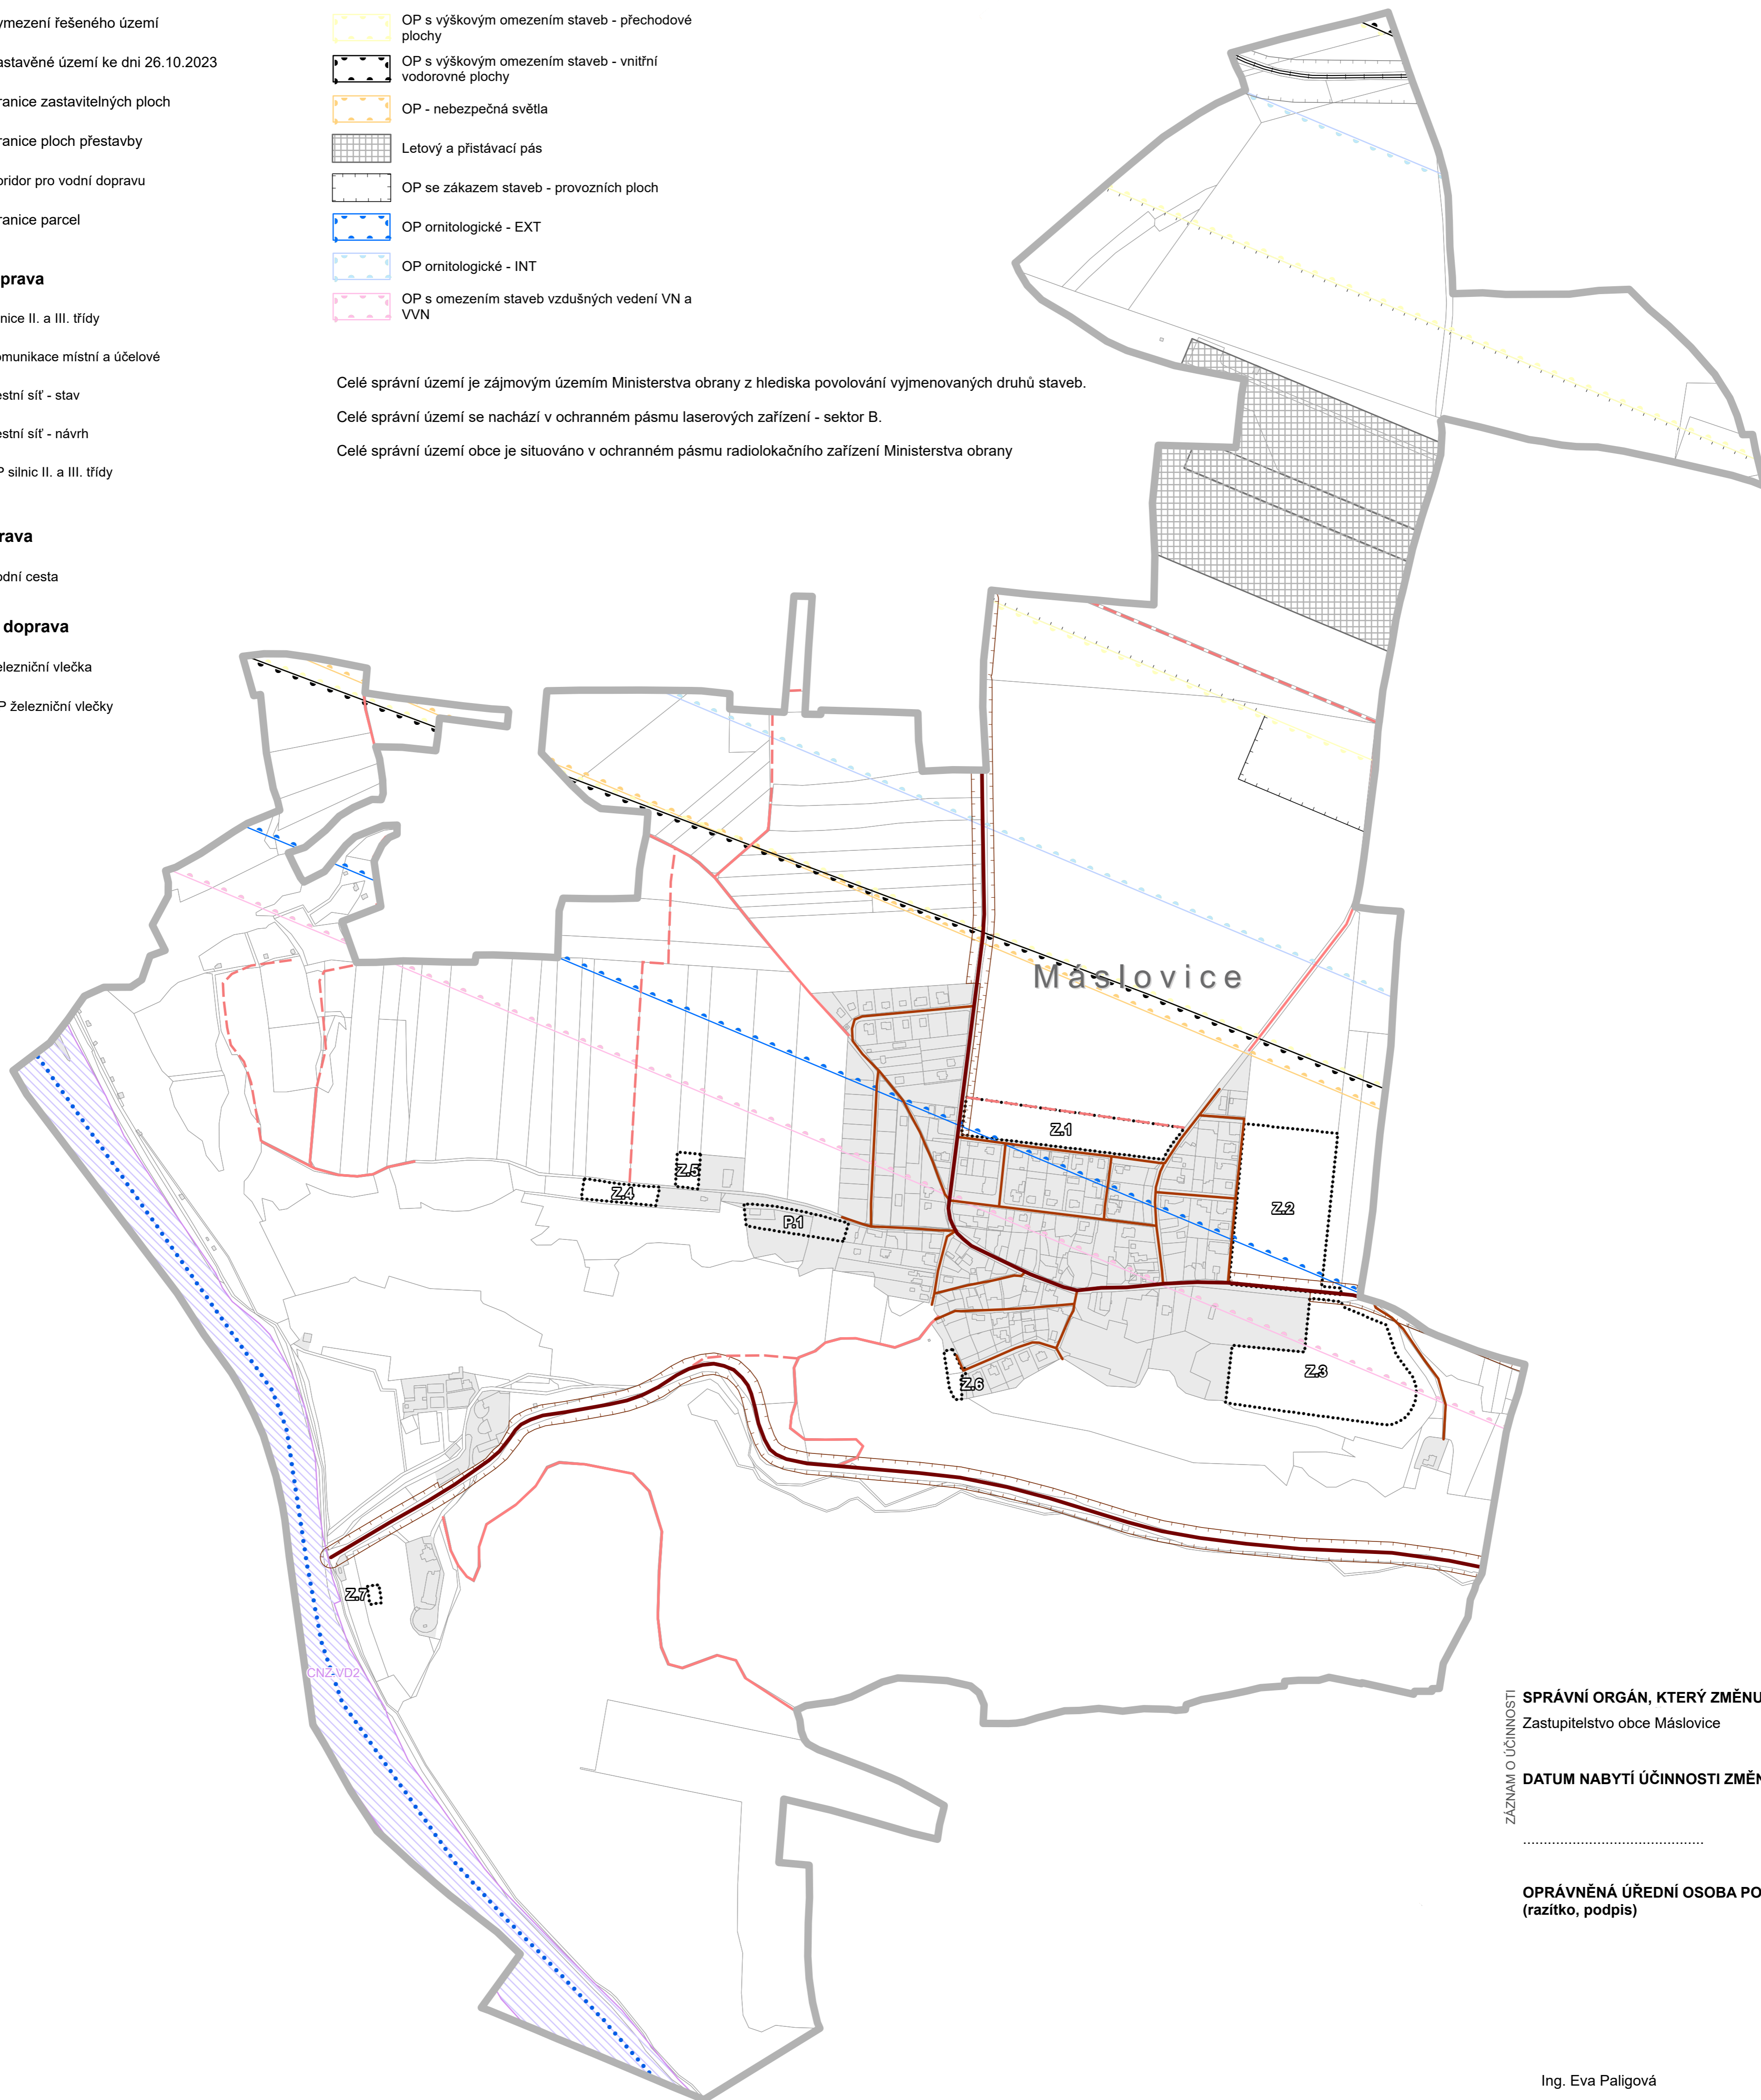 ymezení řešeného území
astavěné území ke dni 26.10.2023
ranice zastavitelných ploch
ranice ploch přestavby
oridor pro vodní dopravu
ranice parcel
prava
nice II. a III. třídy
omunikace místní a účelové
estní síť - stav
estní síť - návrh
P silnic II. a III. třídy
rava
odní cesta
doprava
elezniční vlečka
P železniční vlečky
OP s výškovým omezením staveb - přechodové
plochy
OP s výškovým omezením staveb - vnitřní
vodorovné plochy
OP - nebezpečná světla
Letový a přistávací pás
OP se zákazem staveb - provozních ploch
OP ornitologické - EXT
OP ornitologické - INT
OP s omezením staveb vzdušných vedení VN a
VVN
Celé správní území je zájmovým územím Ministerstva obrany z hlediska povolování vyjmenovaných druhů staveb.
Celé správní území se nachází v ochranném pásmu laserových zařízení - sektor B.
Celé správní území obce je situováno v ochranném pásmu radiolokačního zařízení Ministerstva obrany
Máslovice
Z.1
Z.5
Z.4
P.1
Z.2
Z.3
Z.6
Z.7
CNZ-VD2
ZÁZNAM O ÚČINNOSTI
SPRÁVNÍ ORGÁN, KTERÝ ZMĚNU
Zastupitelstvo obce Máslovice
DATUM NABYTÍ ÚČINNOSTI ZMĚN
............................................
OPRÁVNĚNÁ ÚŘEDNÍ OSOBA PO
(razítko, podpis)
Ing. Eva Paligová